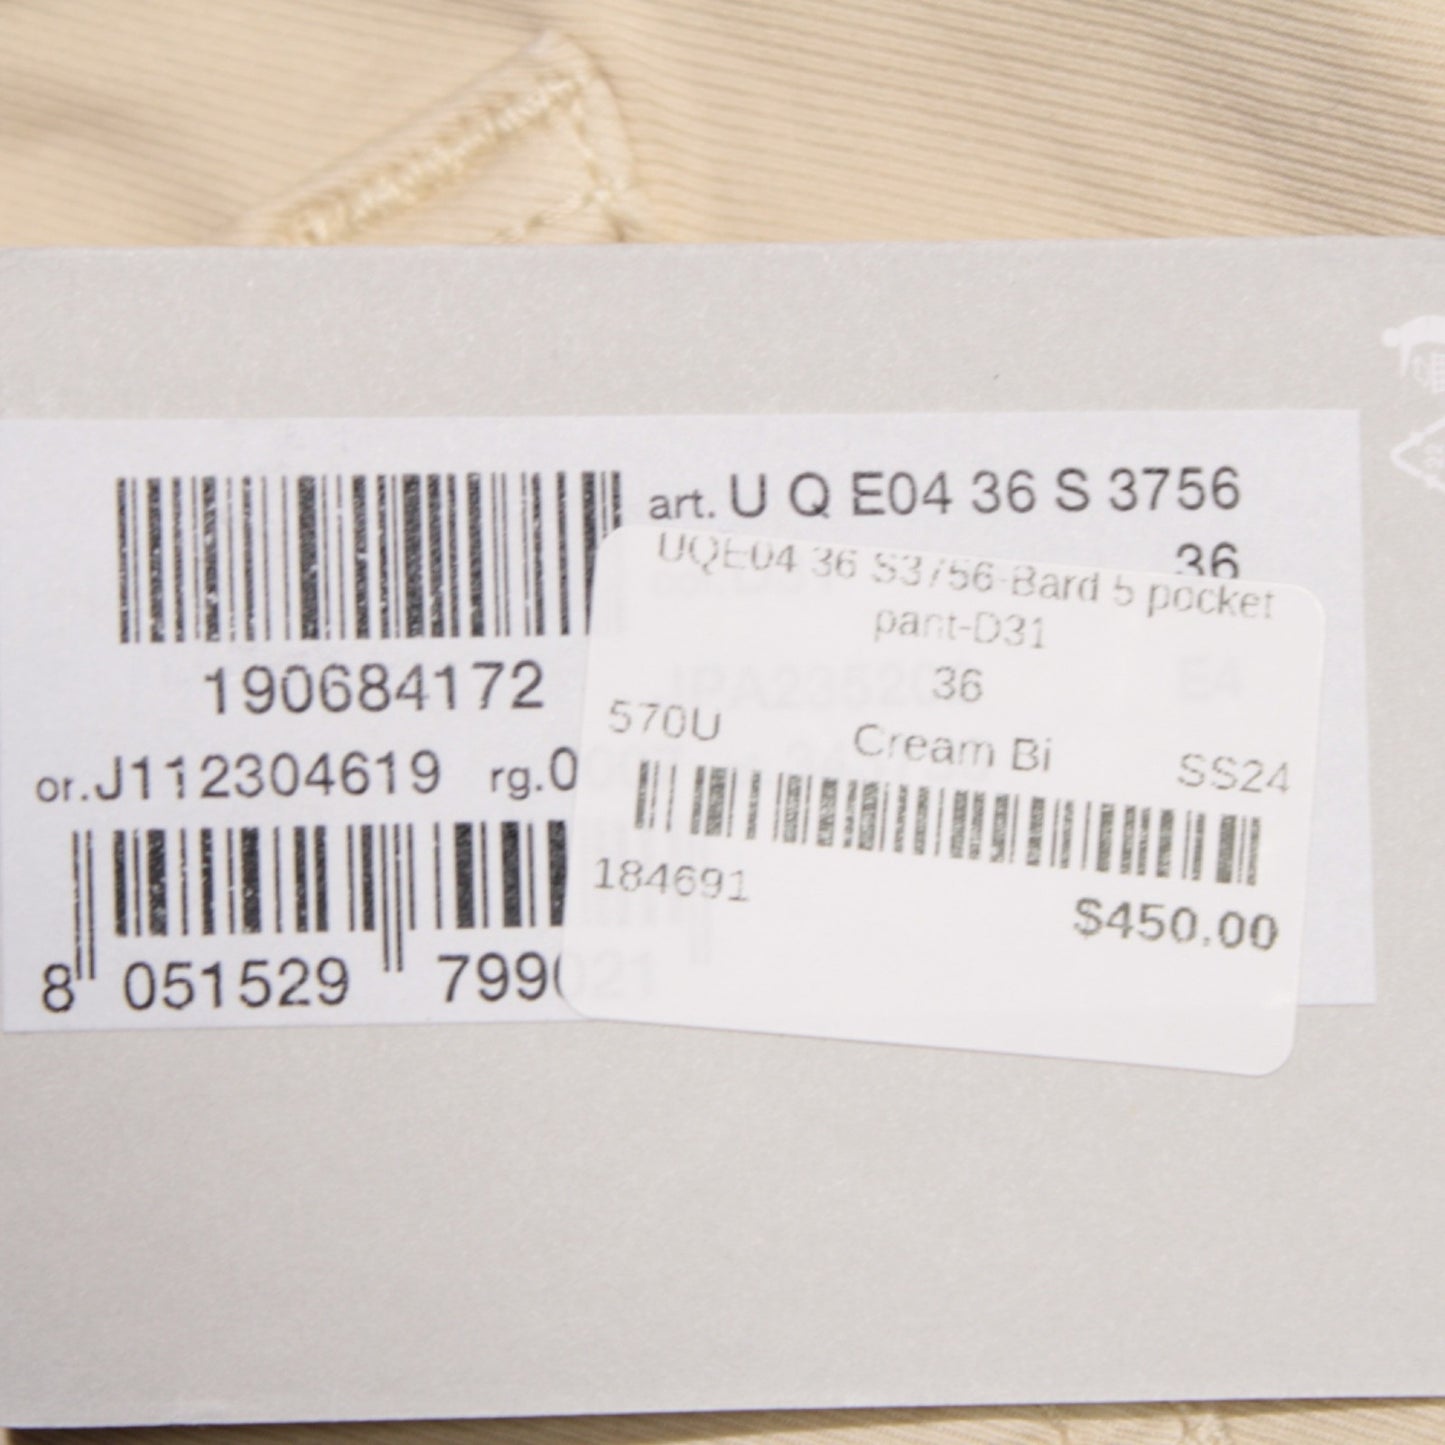 art. U Q E04 36 S 3756
36
190684172
or.J112304619 rg.0
8 051529 799021
UQE04 36 S3756-Bard 5 pocket
pant-D31
36
570U Cream Bi SS24
184691
$450.00